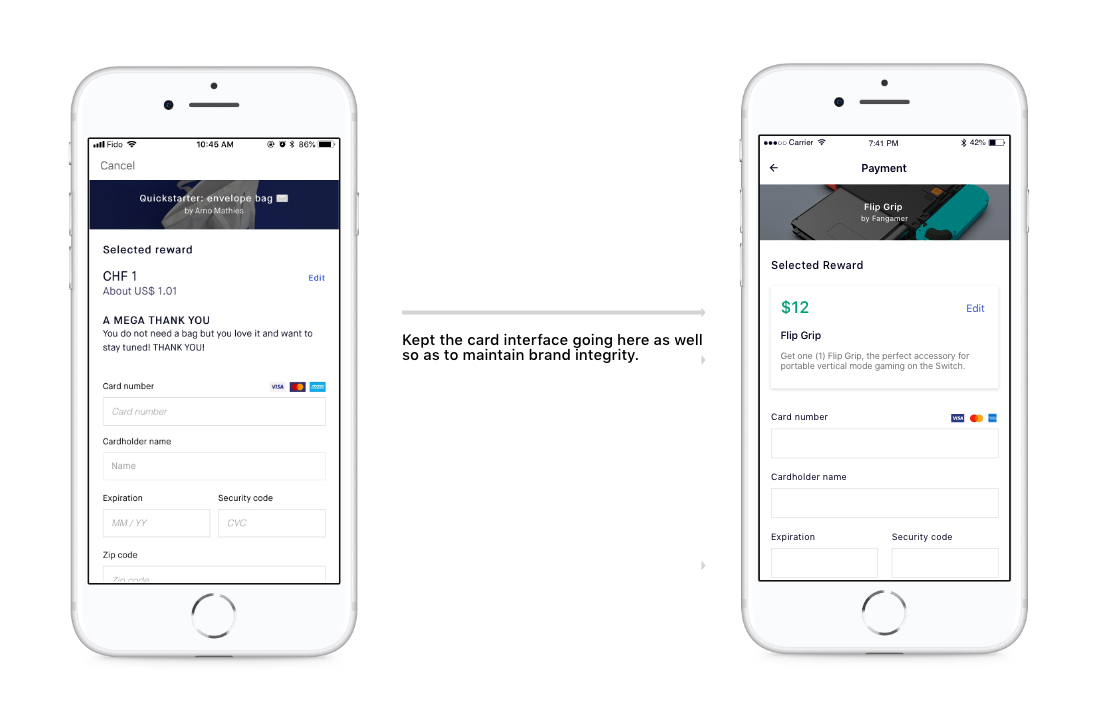 Fido
10:45 AM
86%
Cancel
Quickstarter: envelope bag
by Arno Mathies
Selected reward
CHF 1
Edit
About US$ 1.01
A MEGA THANK YOU
You do not need a bag but you love it and want to
stay tuned! THANK YOU!
Card number
VISA
Card number
Cardholder name
Name
Expiration
Security code
MM / YY
CVC
Zip code
Zip code
Kept the card interface going here as well
so as to maintain brand integrity.
Carrier
7:41 PM
42%
Payment
Flip Grip
by Fangamer
Selected Reward
$12
Edit
Flip Grip
Get one (1) Flip Grip, the perfect accessory for
portable vertical mode gaming on the Switch.
Card number
VISA
Cardholder name
Expiration
Security code